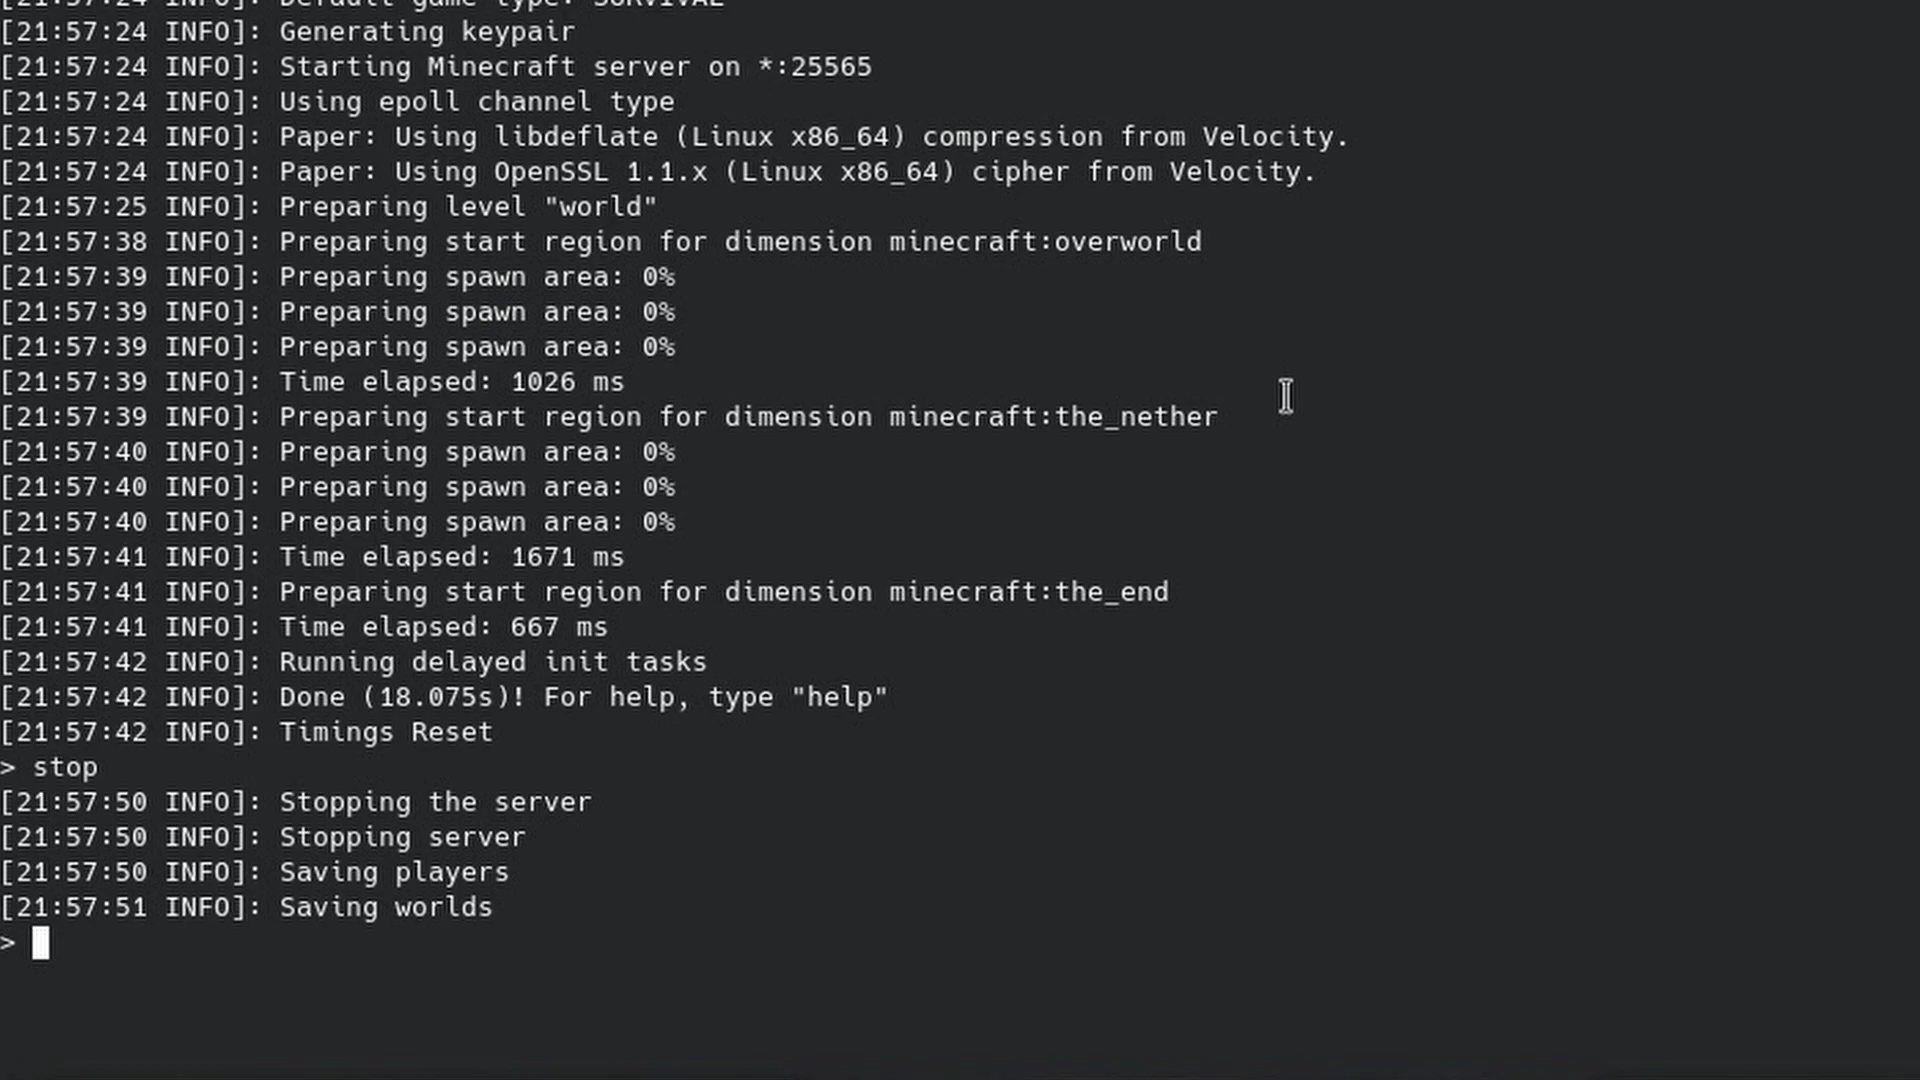 [21:57:24 INFO]: Default game type: SURVIVAL
[21:57:24 INFO]: Generating keypair
[21:57:24 INFO]: Starting Minecraft server on *:25565
[21:57:24 INFO]: Using epoll channel type
[21:57:24 INFO]: Paper: Using libdeflate (Linux x86_64) compression from Velocity.
[21:57:24 INFO]: Paper: Using OpenSSL 1.1.x (Linux x86_64) cipher from Velocity.
[21:57:25 INFO]: Preparing level "world"
[21:57:38 INFO]: Preparing start region for dimension minecraft:overworld
[21:57:39 INFO]: Preparing spawn area: 0%
[21:57:39 INFO]: Preparing spawn area: 0%
[21:57:39 INFO]: Preparing spawn area: 0%
[21:57:39 INFO]: Time elapsed: 1026 ms
[21:57:39 INFO]: Preparing start region for dimension minecraft:the_nether
[21:57:40 INFO]: Preparing spawn area: 0%
[21:57:40 INFO]: Preparing spawn area: 0%
[21:57:40 INFO]: Preparing spawn area: 0%
[21:57:41 INFO]: Time elapsed: 1671 ms
[21:57:41 INFO]: Preparing start region for dimension minecraft:the_end
[21:57:41 INFO]: Time elapsed: 667 ms
[21:57:42 INFO]: Running delayed init tasks
[21:57:42 INFO]: Done (18.075s)! For help, type "help"
[21:57:42 INFO]: Timings Reset
> stop
[21:57:50 INFO]: Stopping the server
[21:57:50 INFO]: Stopping server
[21:57:50 INFO]: Saving players
[21:57:51 INFO]: Saving worlds
>